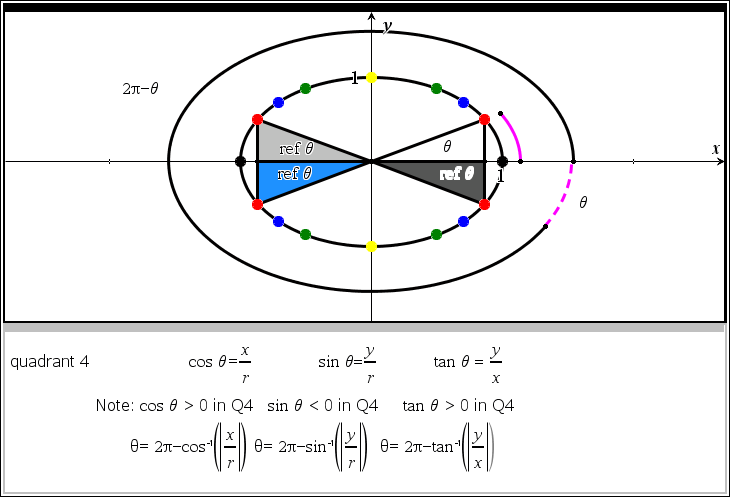 y
2π−θ
1
x
ref θ
θ
ref θ
ref θ
1
θ
quadrant 4 cos θ=x/r sin θ=y/r tan θ = y/x
Note: cos θ > 0 in Q4 sin θ < 0 in Q4 tan θ > 0 in Q4
θ= 2π−cos⁻¹(|x/r|) θ= 2π−sin⁻¹(|y/r|) θ= 2π−tan⁻¹(|y/x|)